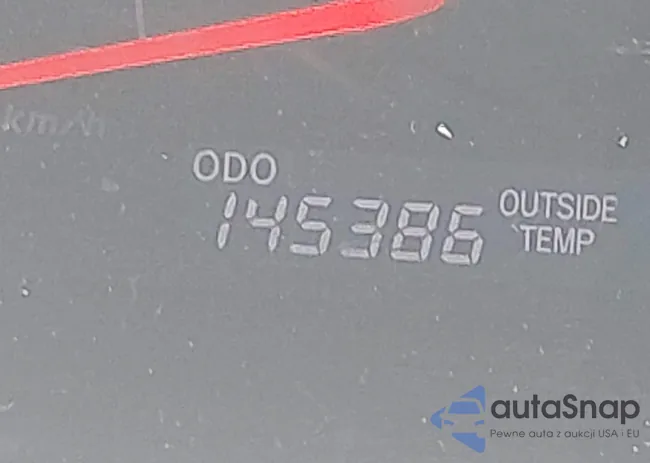 km/h
ODO
145386
OUTSIDE
TEMP
autaSnap
Pewne auta z aukcji USA i EU